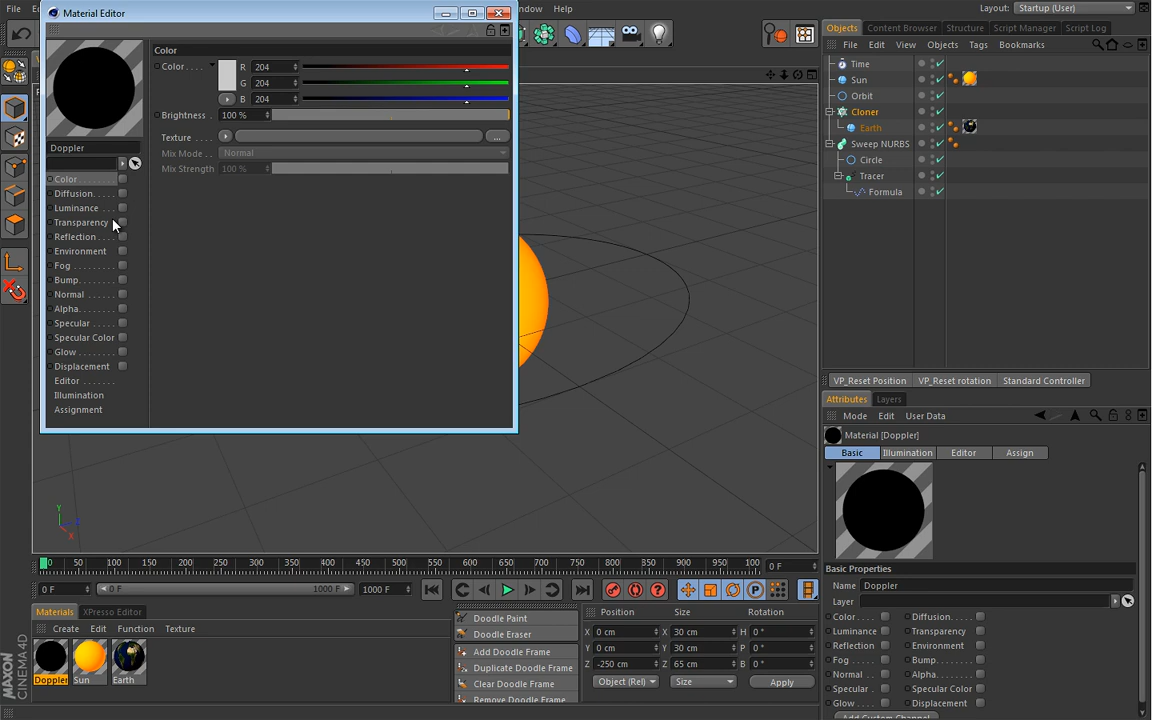 Material Editor
File
E
ndow
Help
Layout:
Startup (User)
Objects
Content Browser
Structure
Script Manager
Script Log
File
Edit
View
Objects
Tags
Bookmarks
Time
Sun
Orbit
Cloner
Earth
Sweep NURBS
Circle
Tracer
Formula
Doppler
Color
Diffusion
Luminance
Transparency
Reflection
Environment
Fog
Bump
Normal
Alpha
Specular
Specular Color
Glow
Displacement
Editor
Illumination
Assignment
Color
Color
R 204
G 204
B 204
Brightness 100 %
Texture
...
Mix Mode Normal
Mix Strength 100 %
Y
X
VP_Reset Position
VP_Reset rotation
Standard Controller
Attributes
Layers
Mode
Edit
User Data
Material [Doppler]
Basic
Illumination
Editor
Assign
Basic Properties
Name Doppler
Layer
Color
Diffusion
Luminance
Transparency
Reflection
Environment
Fog
Bump
Normal
Alpha
Specular
Specular Color
Glow
Displacement
Add Custom Channel
0 50 100 150 200 250 300 350 400 450 500 550 600 650 700 750 800 850 900 950 100
0 F
0 F
0 F
1000 F
1000 F
Materials
XPresso Editor
Create
Edit
Function
Texture
Doppler
Sun
Earth
Doodle Paint
Doodle Eraser
Add Doodle Frame
Duplicate Doodle Frame
Clear Doodle Frame
Remove Doodle Frame
Position
Size
Rotation
X 0 cm X 30 cm H 0 °
Y 0 cm Y 30 cm P 0 °
Z -250 cm Z 65 cm B 0 °
Object (Rel)
Size
Apply
MAXON
CINEMA 4D